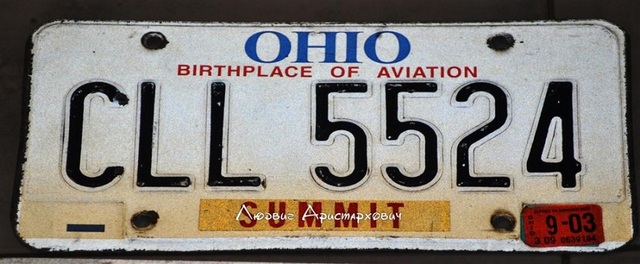 OHIO
BIRTHPLACE OF AVIATION
CLL 5524
SUMMIT
Людвиг Аристархович
9-03